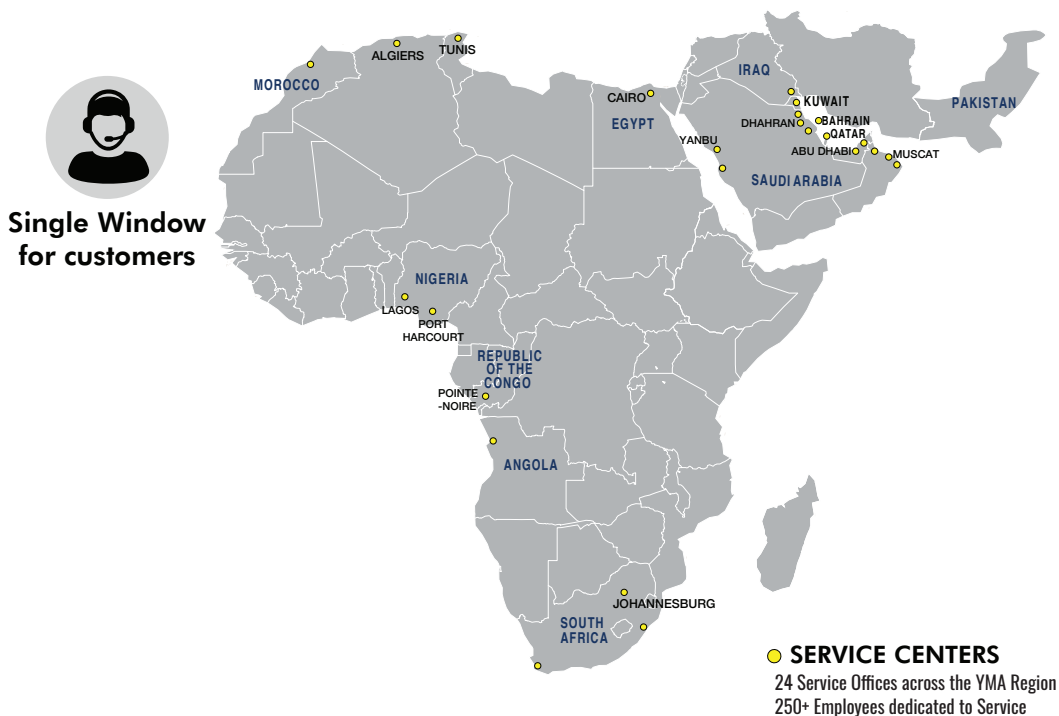 Single Window
for customers
MOROCCO
ALGIERS
TUNIS
CAIRO
EGYPT
IRAQ
KUWAIT
PAKISTAN
DHAHRAN
BAHRAIN
QATAR
YANBU
ABU DHABI
MUSCAT
SAUDI ARABIA
NIGERIA
LAGOS
PORT
HARCOURT
REPUBLIC
OF THE
CONGO
POINTE
-NOIRE
ANGOLA
JOHANNESBURG
SOUTH
AFRICA
SERVICE CENTERS
24 Service Offices across the YMA Region
250+ Employees dedicated to Service